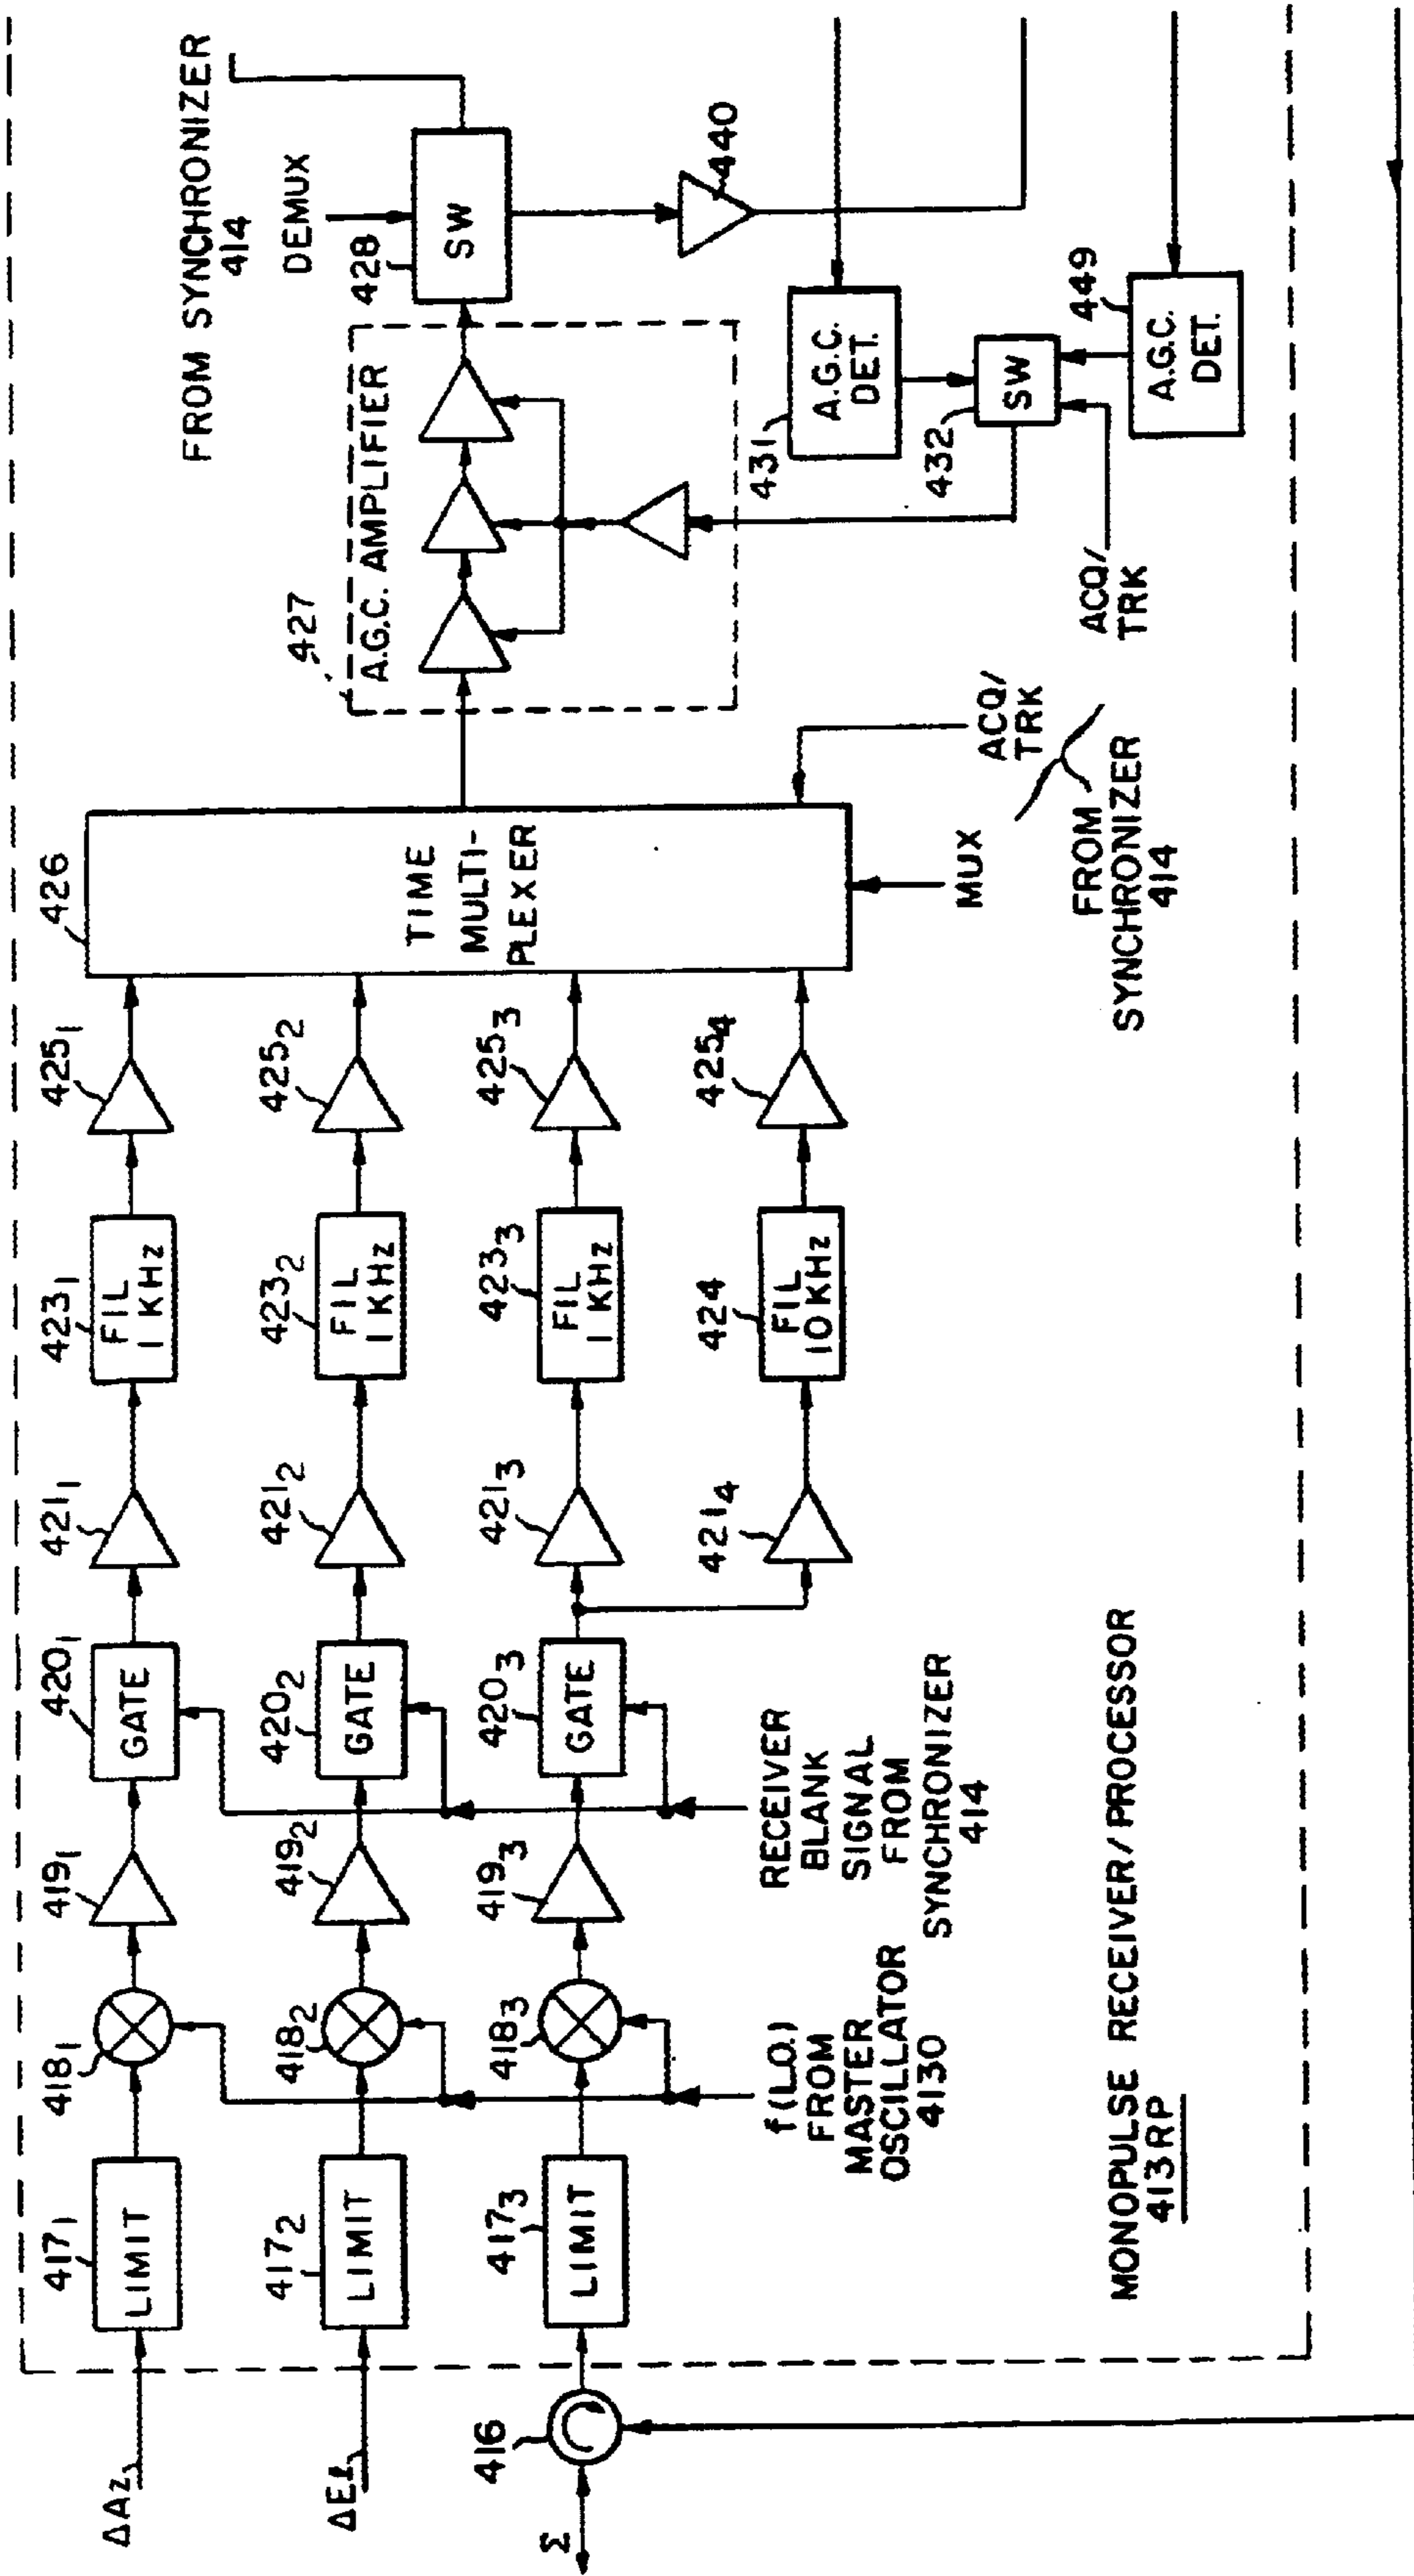 ΔAz
417₁
LIMIT
418₁
419₁
420₁
GATE
421₁
423₁
FIL
1 KHz
425₁
ΔEℓ
417₂
LIMIT
418₂
419₂
420₂
GATE
421₂
423₂
FIL
1 KHz
425₂
Σ
416
417₃
LIMIT
418₃
419₃
420₃
GATE
421₃
423₃
FIL
1 KHz
425₃
421₄
424
FIL
10 KHz
425₄
f(L.O.)
FROM
MASTER
OSCILLATOR
4130
RECEIVER
BLANK
SIGNAL
FROM
SYNCHRONIZER
414
426
TIME
MULTI-
PLEXER
MUX
ACQ/
TRK
FROM
SYNCHRONIZER
414
427
A.G.C. AMPLIFIER
FROM SYNCHRONIZER
414
DEMUX
428
SW
440
431
A.G.C.
DET.
432
SW
449
A.G.C.
DET.
ACQ/
TRK
MONOPULSE RECEIVER/PROCESSOR
413RP